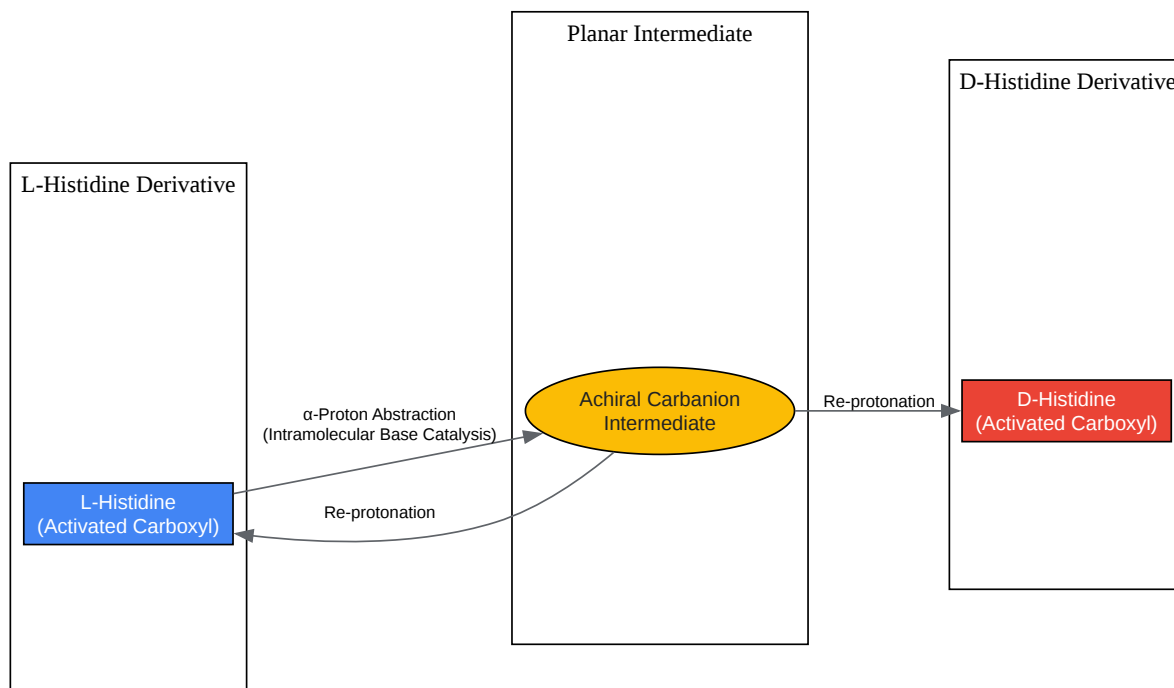 Planar Intermediate
D-Histidine Derivative
L-Histidine Derivative
α-Proton Abstraction
(Intramolecular Base Catalysis)
Achiral Carbanion
Intermediate
Re-protonation
D-Histidine
(Activated Carboxyl)
L-Histidine
(Activated Carboxyl)
Re-protonation